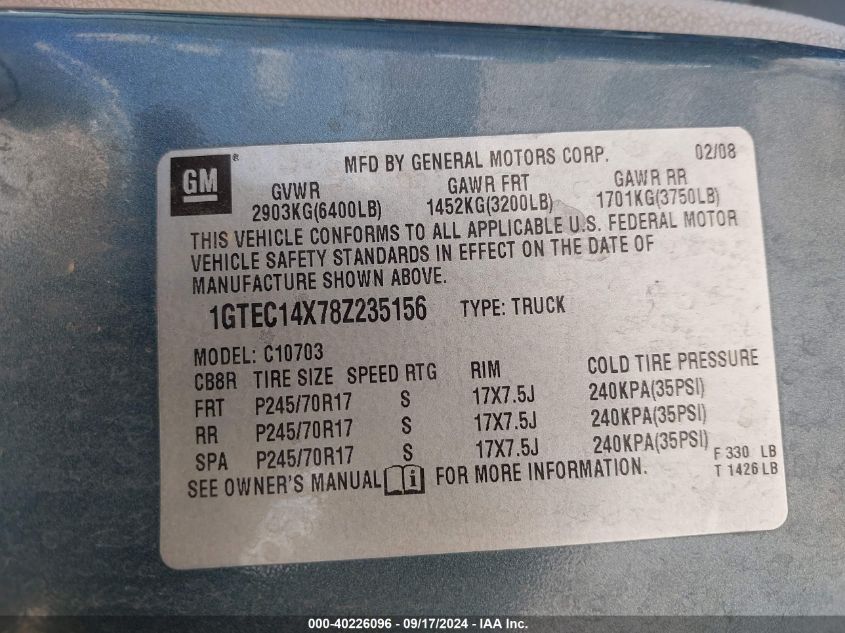 GM ® MFD BY GENERAL MOTORS CORP. 02/08
GVWR GAWR FRT GAWR RR
2903KG(6400LB) 1452KG(3200LB) 1701KG(3750LB)
THIS VEHICLE CONFORMS TO ALL APPLICABLE U.S. FEDERAL MOTOR
VEHICLE SAFETY STANDARDS IN EFFECT ON THE DATE OF
MANUFACTURE SHOWN ABOVE.
1GTEC14X78Z235156 TYPE: TRUCK
MODEL: C10703
CB8R TIRE SIZE SPEED RTG RIM COLD TIRE PRESSURE
FRT P245/70R17 S 17X7.5J 240KPA(35PSI)
RR P245/70R17 S 17X7.5J 240KPA(35PSI)
SPA P245/70R17 S 17X7.5J 240KPA(35PSI)
F 330 LB
T 1426 LB
SEE OWNER'S MANUAL i FOR MORE INFORMATION.
000-40226096 - 09/17/2024 - IAA Inc.